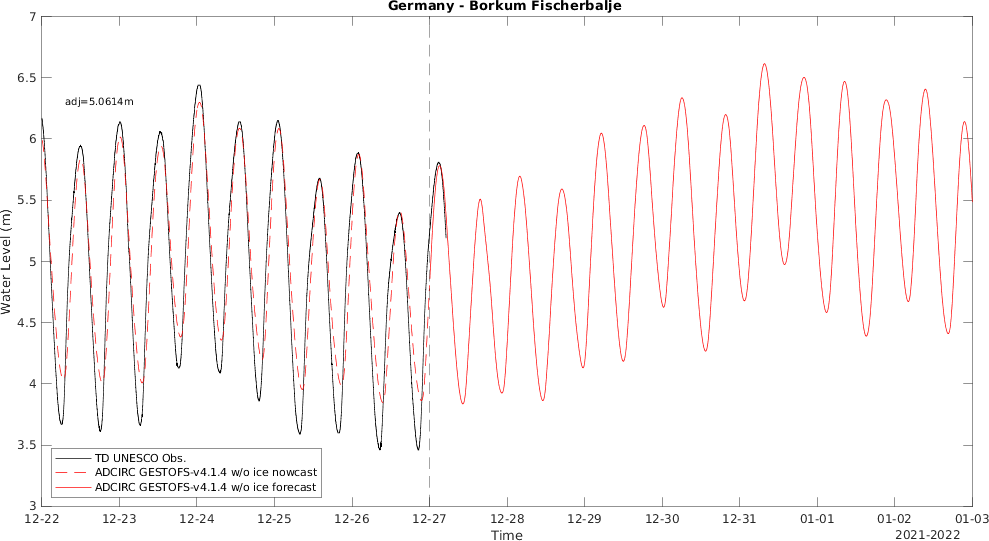 Germany - Borkum Fischerbalje
7
6.5
adj=5.0614m
6
5.5
5
4.5
4
3.5
3
Water Level (m)
TD UNESCO Obs.
ADCIRC GESTOFS-v4.1.4 w/o ice nowcast
ADCIRC GESTOFS-v4.1.4 w/o ice forecast
12-22 12-23 12-24 12-25 12-26 12-27 12-28 12-29 12-30 12-31 01-01 01-02 01-03
Time
2021-2022